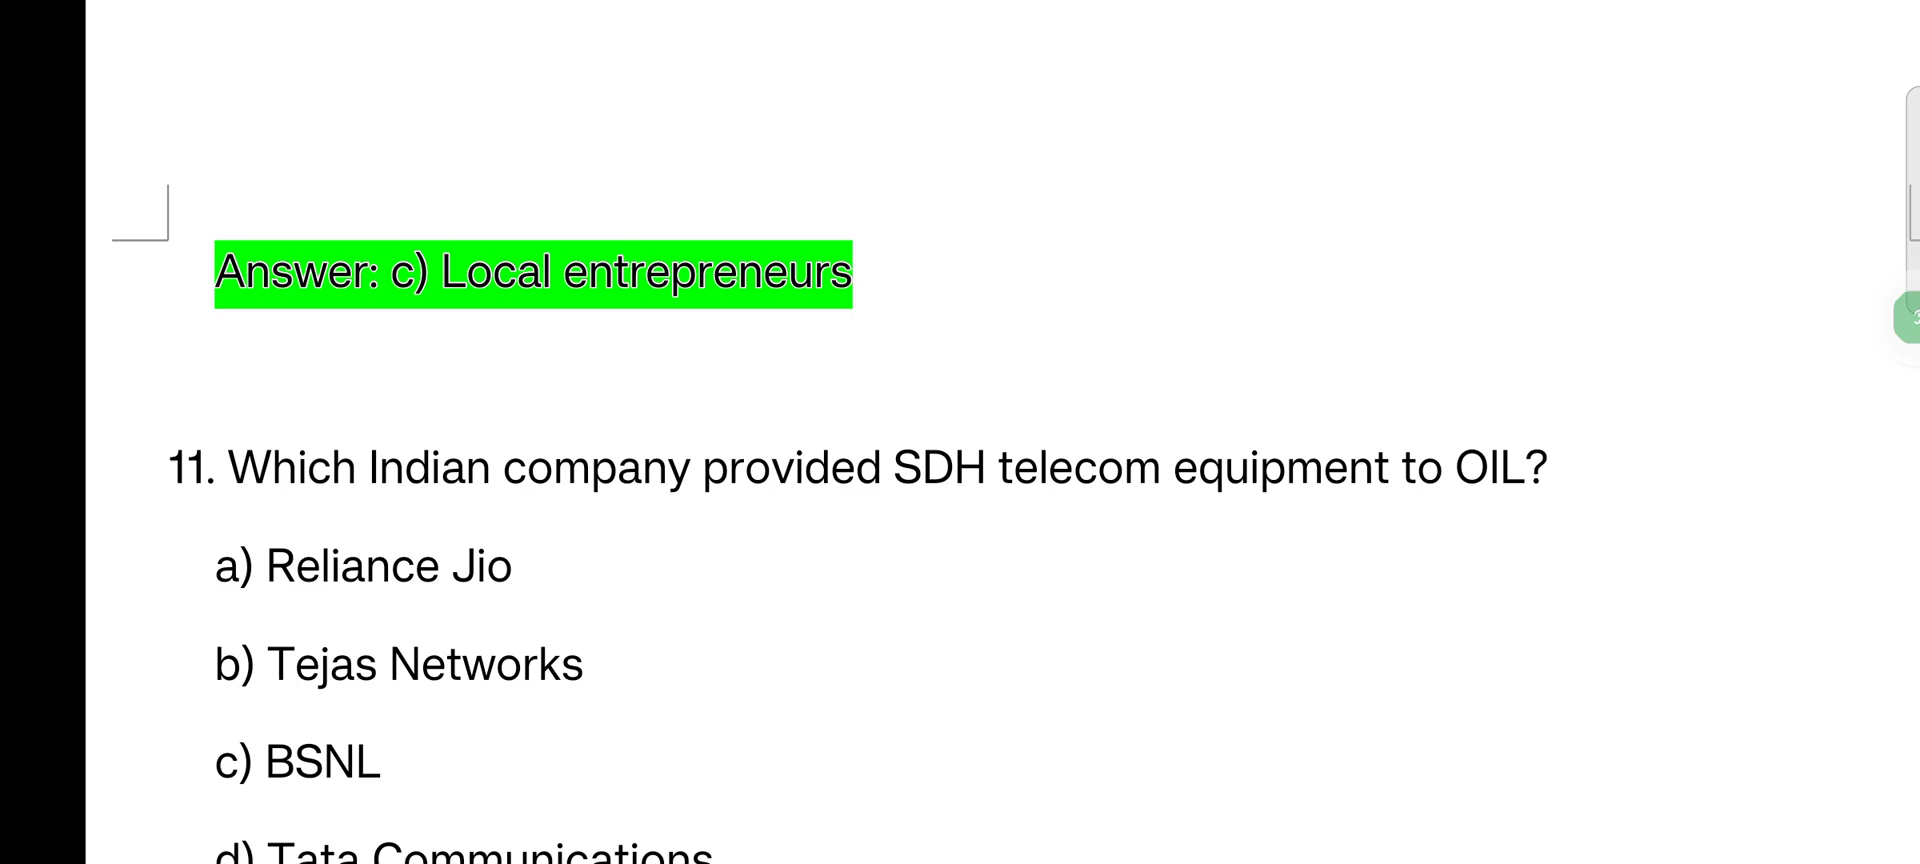 Answer: c) Local entrepreneurs
11. Which Indian company provided SDH telecom equipment to OIL?
a) Reliance Jio
b) Tejas Networks
c) BSNL
d) Tata Communications